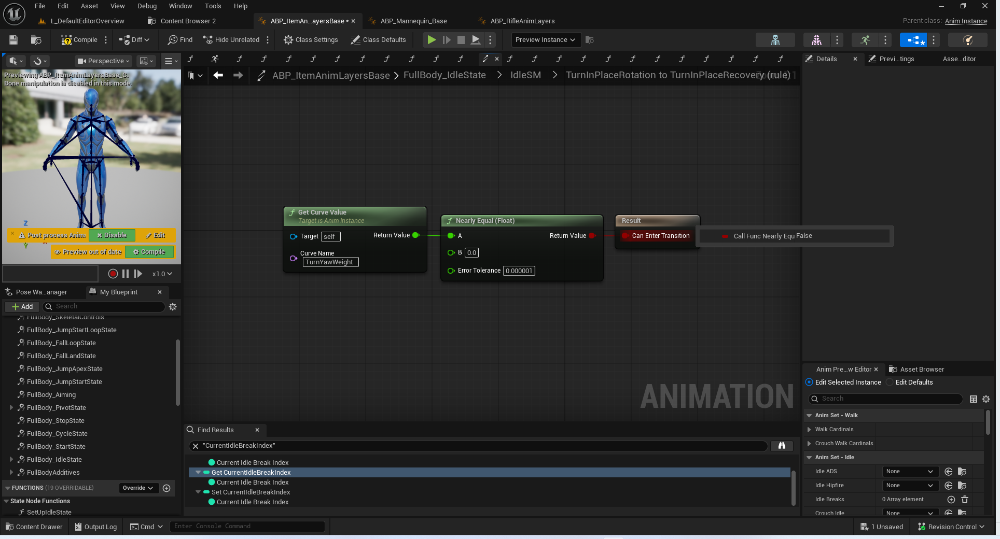 File Edit Asset View Debug Window Tools Help
L_DefaultEditorOverview Content Browser 2 ABP_ItemAn...ayersBase • ABP_Mannequin_Base ABP_RifleAnimLayers Parent class: Anim Instance
Compile Diff Find Hide Unrelated Class Settings Class Defaults Preview Instance
Perspective
Previewing ABP_ItemAnimLayersBase_C.
Bone manipulation is disabled in this mode.
ABP_ItemAnimLayersBase > FullBody_IdleState > IdleSM > TurnInPlaceRotation to TurnInPlaceRecovery (rule)
Z
Y
Post process Anim
Disable
Edit
Preview out of date
Compile
x1.0
Get Curve Value
Target is Anim Instance
Target self
Return Value
Curve Name
TurnYawWeight
Nearly Equal (Float)
A
Return Value
B 0.0
Error Tolerance 0.000001
Result
Can Enter Transition
Call Func Nearly Equ False
ANIMATION
Pose Wa...anager My Blueprint
Add Search
FullBody_SkeletalControls
FullBody_JumpStartLoopState
FullBody_FallLoopState
FullBody_FallLandState
FullBody_JumpApexState
FullBody_JumpStartState
FullBody_Aiming
FullBody_PivotState
FullBody_StopState
FullBody_CycleState
FullBody_StartState
FullBody_IdleState
FullBodyAdditives
FUNCTIONS (19 OVERRIDABLE) Override
State Node Functions
SetUpIdleState
Find Results
"CurrentIdleBreakIndex"
Current Idle Break Index
Get CurrentIdleBreakIndex
Current Idle Break Index
Set CurrentIdleBreakIndex
Current Idle Break Index
Details Previ...tings Asse...ditor
Anim Pre...w Editor Asset Browser
Edit Selected Instance Edit Defaults
Search
Anim Set - Walk
Walk Cardinals
Crouch Walk Cardinals
Anim Set - Idle
Idle ADS None
Idle Hipfire None
Idle Breaks 0 Array element
Crouch Idle None
Content Drawer Output Log Cmd Enter Console Command 1 Unsaved Revision Control